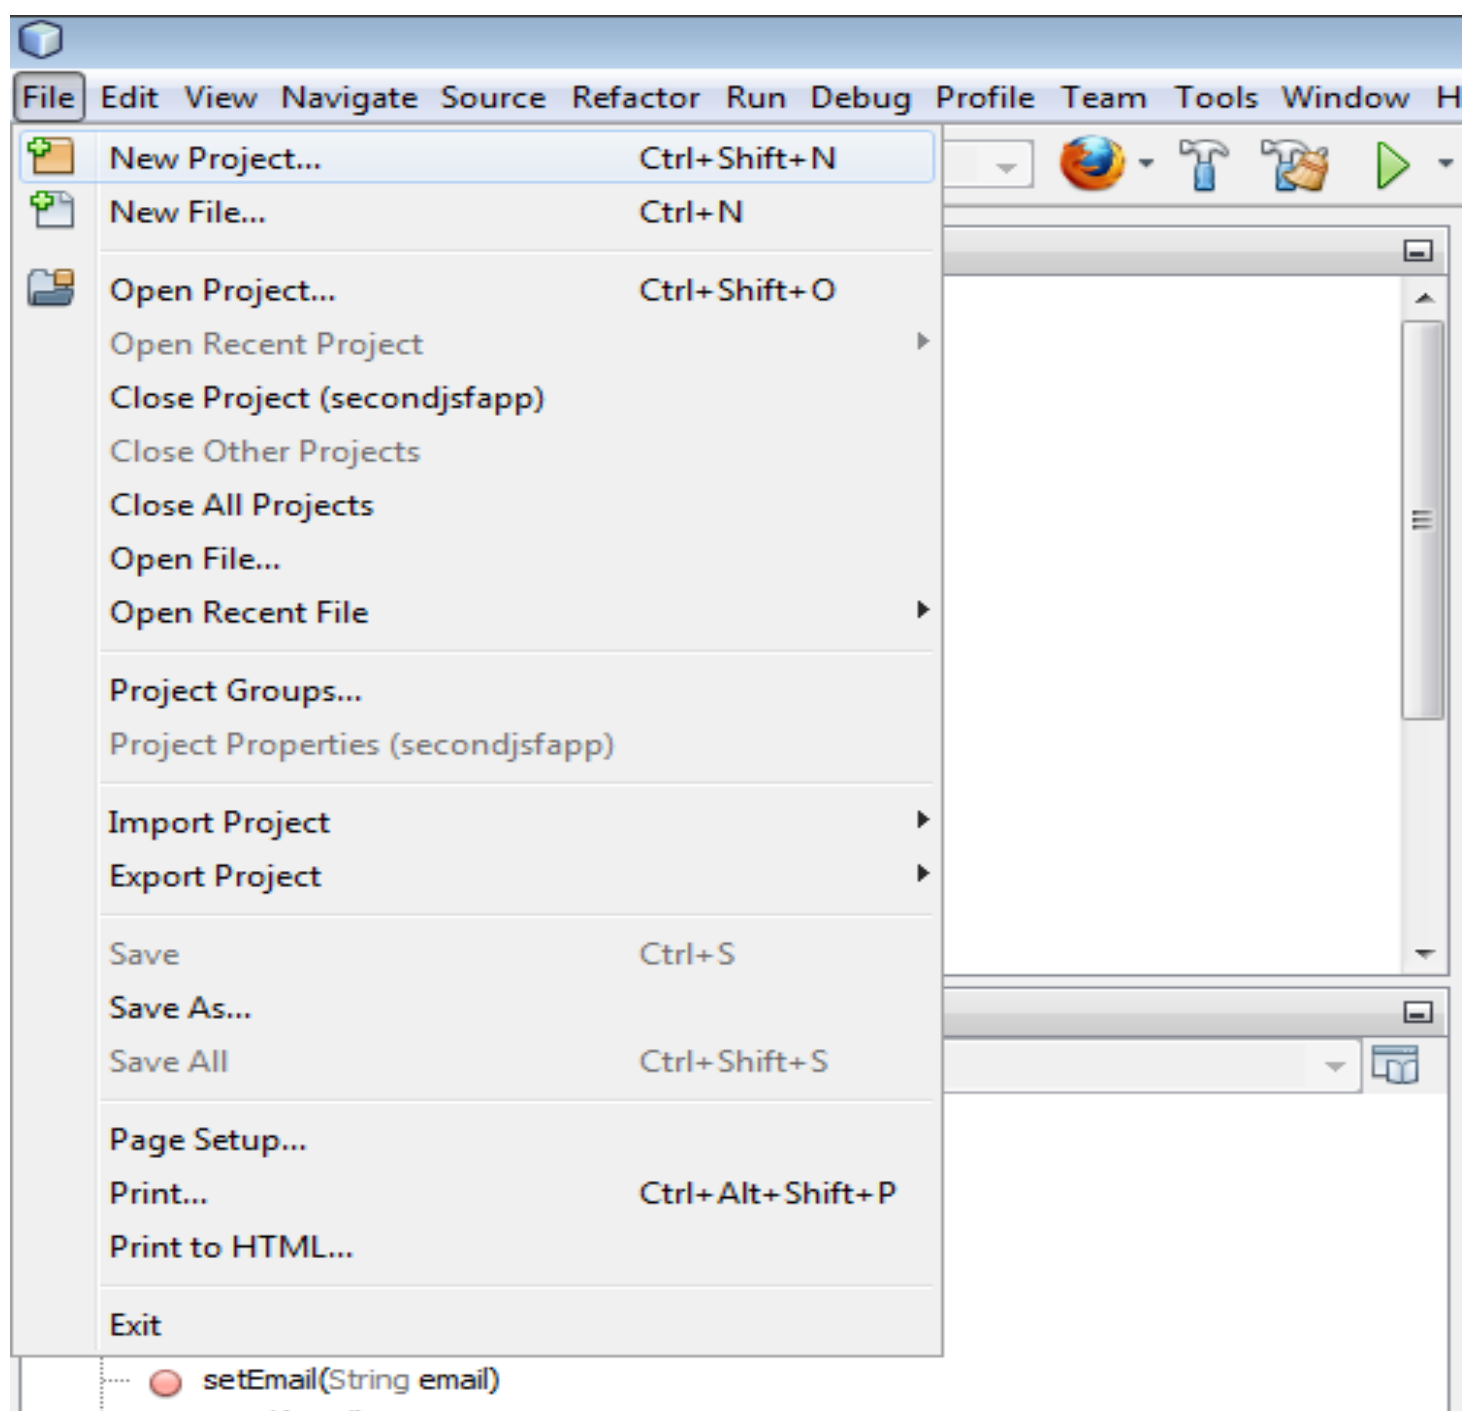 File Edit View Navigate Source Refactor Run Debug Profile Team Tools Window H
New Project... Ctrl+Shift+N
New File... Ctrl+N
Open Project... Ctrl+Shift+O
Open Recent Project
Close Project (secondjsfapp)
Close Other Projects
Close All Projects
Open File...
Open Recent File
Project Groups...
Project Properties (secondjsfapp)
Import Project
Export Project
Save Ctrl+S
Save As...
Save All Ctrl+Shift+S
Page Setup...
Print... Ctrl+Alt+Shift+P
Print to HTML...
Exit
setEmail(String email)